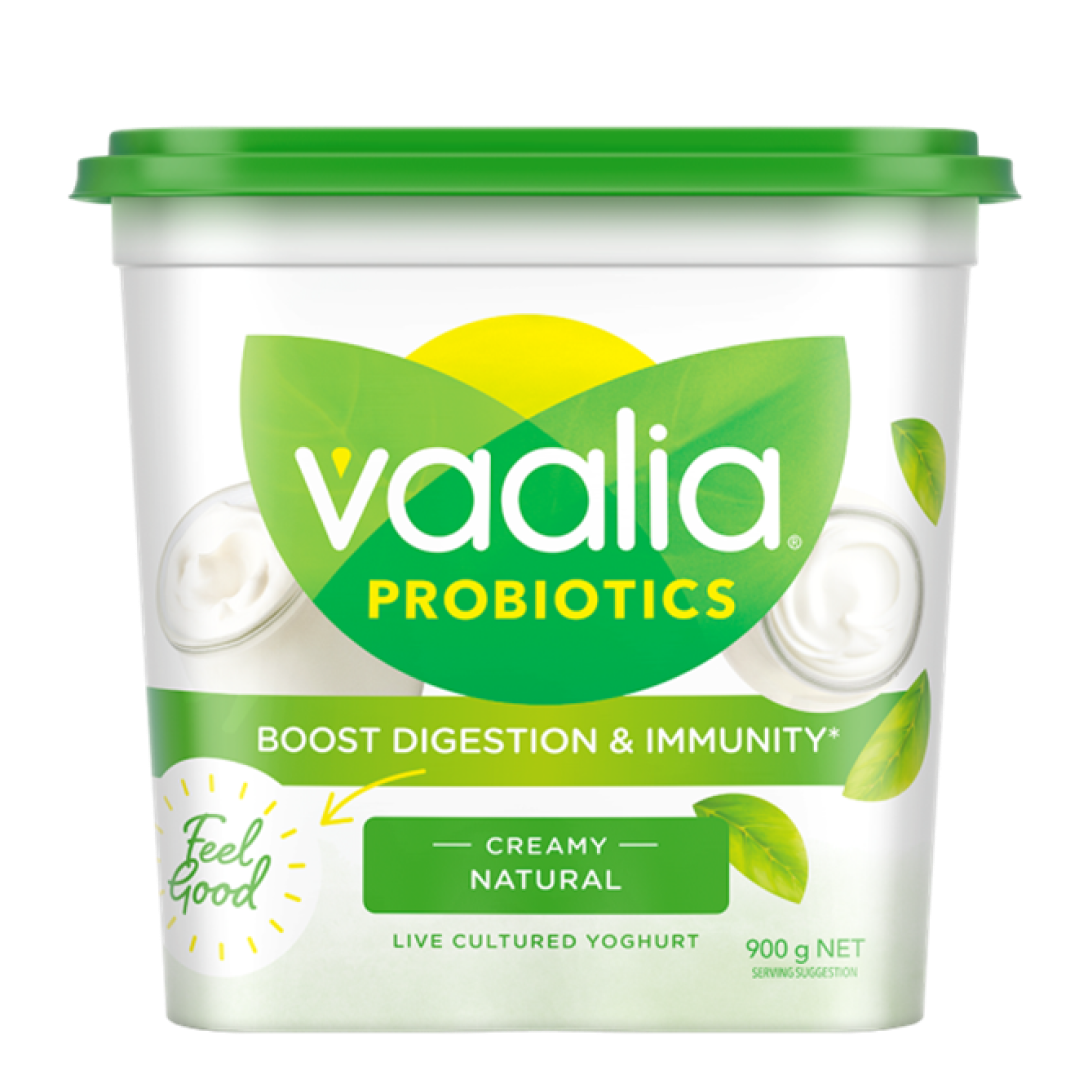 vaalia®
PROBIOTICS
BOOST DIGESTION & IMMUNITY*
Feel
Good
CREAMY
NATURAL
LIVE CULTURED YOGHURT
900 g NET
SERVING SUGGESTION